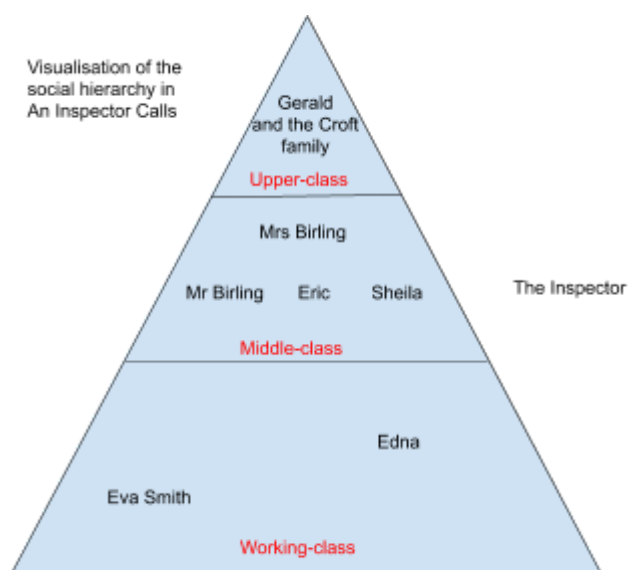 Visualisation of the
social hierarchy in
An Inspector Calls
Gerald
and the Croft
family
Upper-class
Mrs Birling
Mr Birling Eric Sheila
The Inspector
Middle-class
Edna
Eva Smith
Working-class